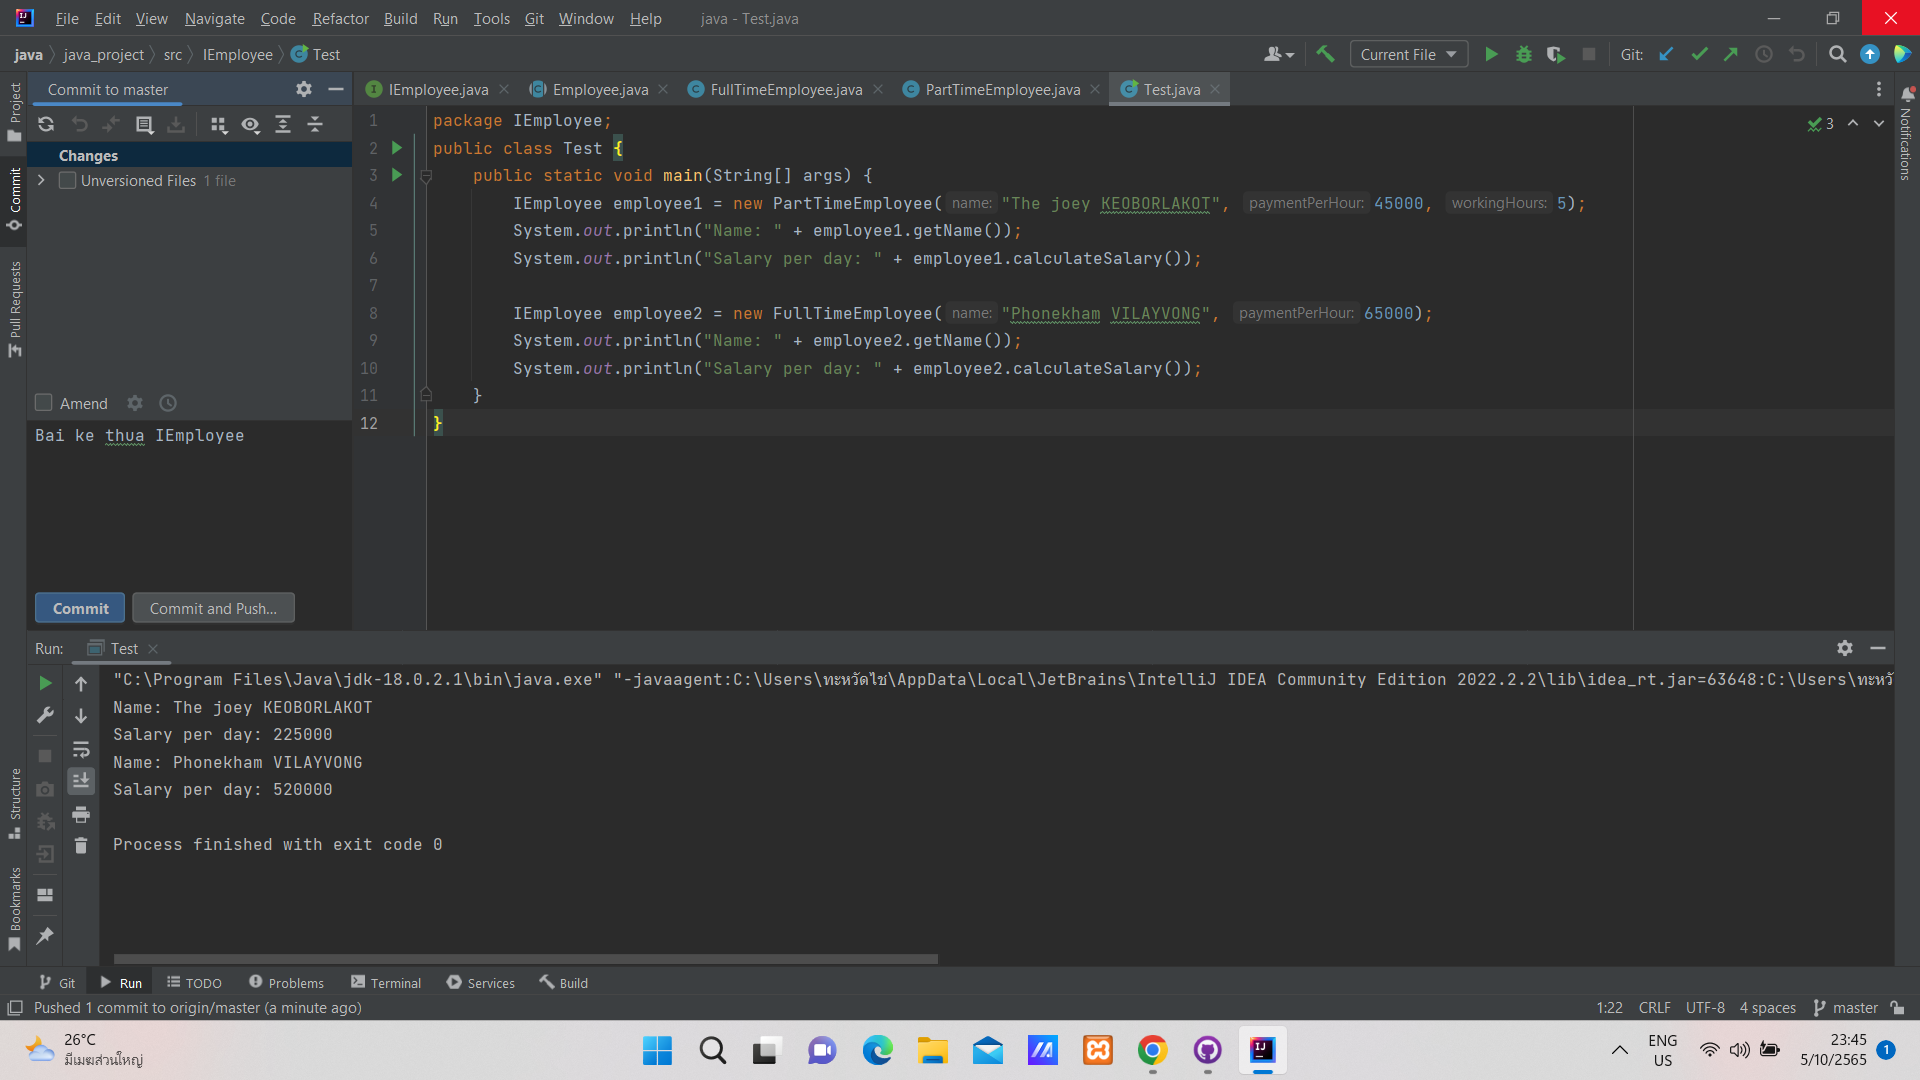 File Edit View Navigate Code Refactor Build Run Tools Git Window Help java - Test.java
java java_project src IEmployee Test
Current File Git:
Commit to master
IEmployee.java Employee.java FullTimeEmployee.java PartTimeEmployee.java Test.java
Project
Commit
Pull Requests
Structure
Bookmarks
Notifications
Changes
Unversioned Files 1 file
Amend
Bai ke thua IEmployee
Commit Commit and Push...
3
1 package IEmployee;
2 public class Test {
3 public static void main(String[] args) {
4 IEmployee employee1 = new PartTimeEmployee( name: "The joey KEOBORLAKOT", paymentPerHour: 45000, workingHours: 5);
5 System.out.println("Name: " + employee1.getName());
6 System.out.println("Salary per day: " + employee1.calculateSalary());
7
8 IEmployee employee2 = new FullTimeEmployee( name: "Phonekham VILAYVONG", paymentPerHour: 65000);
9 System.out.println("Name: " + employee2.getName());
10 System.out.println("Salary per day: " + employee2.calculateSalary());
11 }
12 }
Run: Test
"C:\Program Files\Java\jdk-18.0.2.1\bin\java.exe" "-javaagent:C:\Users\ทะหวัดไช\AppData\Local\JetBrains\IntelliJ IDEA Community Edition 2022.2.2\lib\idea_rt.jar=63648:C:\Users\ทะหวั
Name: The joey KEOBORLAKOT
Salary per day: 225000
Name: Phonekham VILAYVONG
Salary per day: 520000
Process finished with exit code 0
Git Run TODO Problems Terminal Services Build
Pushed 1 commit to origin/master (a minute ago) 1:22 CRLF UTF-8 4 spaces master
26°C
มีเมฆส่วนใหญ่
ENG
US
23:45
5/10/2565
1